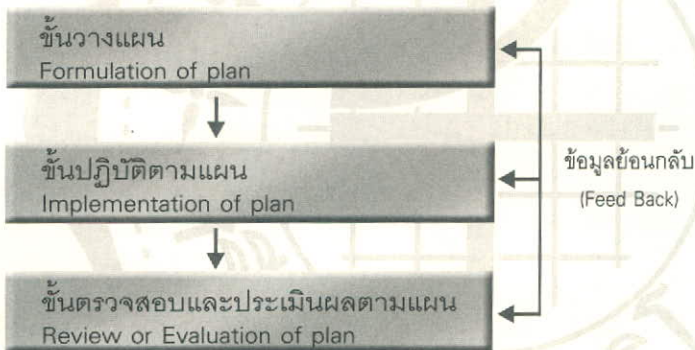 ขั้นวางแผน
Formulation of plan
ขั้นปฏิบัติตามแผน
Implementation of plan
ข้อมูลย้อนกลับ
(Feed Back)
ขั้นตรวจสอบและประเมินผลตามแผน
Review or Evaluation of plan